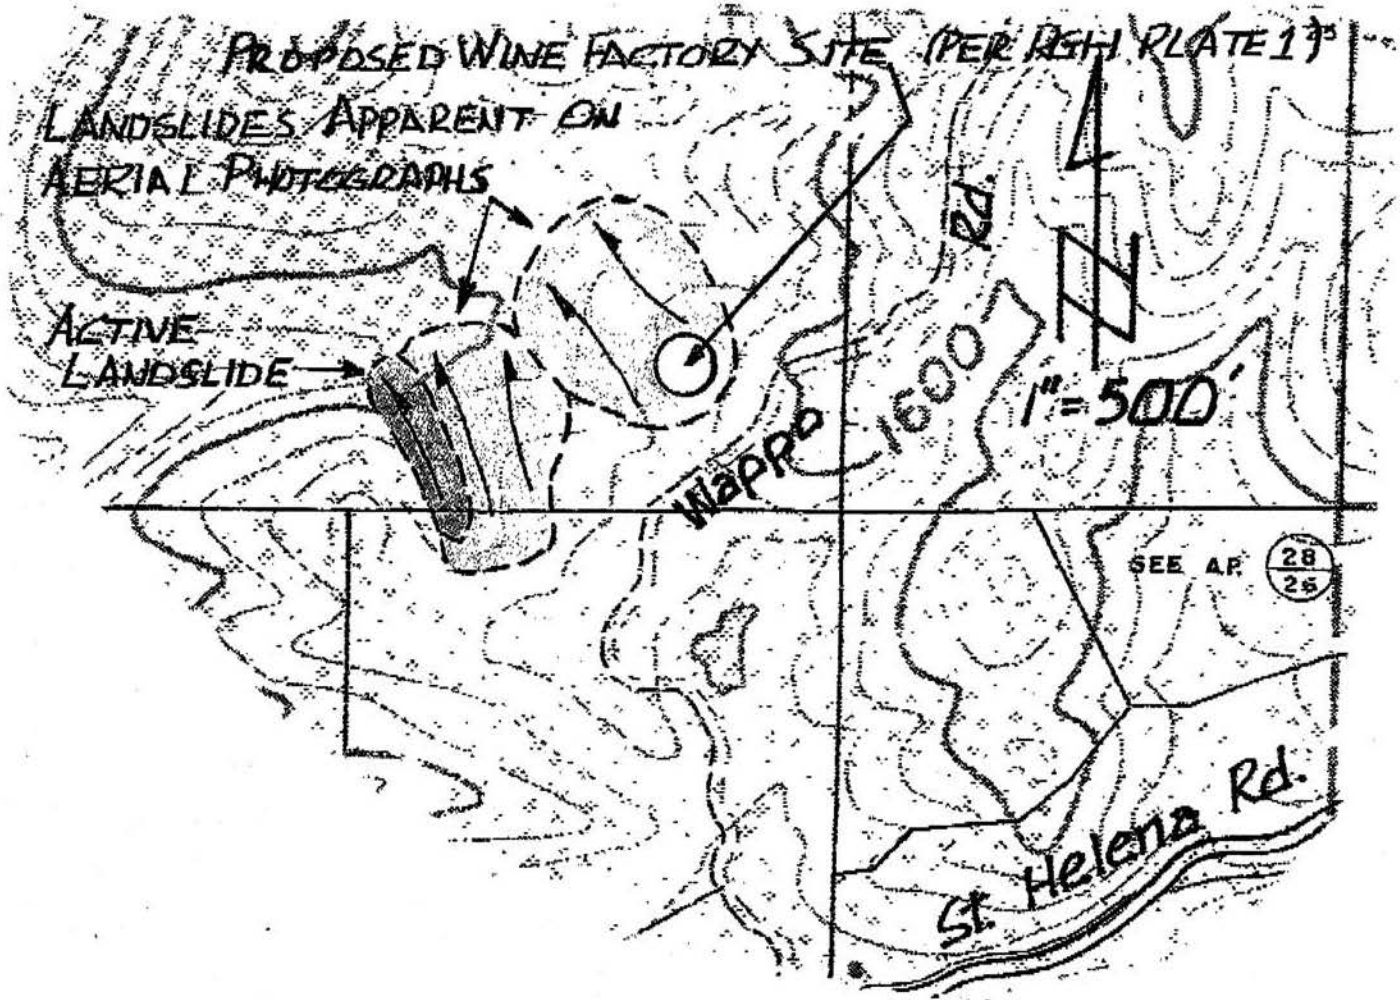 PROPOSED WINE FACTORY SITE (PER RGH PLATE 1)
LANDSLIDES APPARENT ON
AERIAL PHOTOGRAPHS
ACTIVE
LANDSLIDE
Rd.
N
1" = 500'
1600
Wappo
SEE A.P. 28
26
St. Helena Rd.